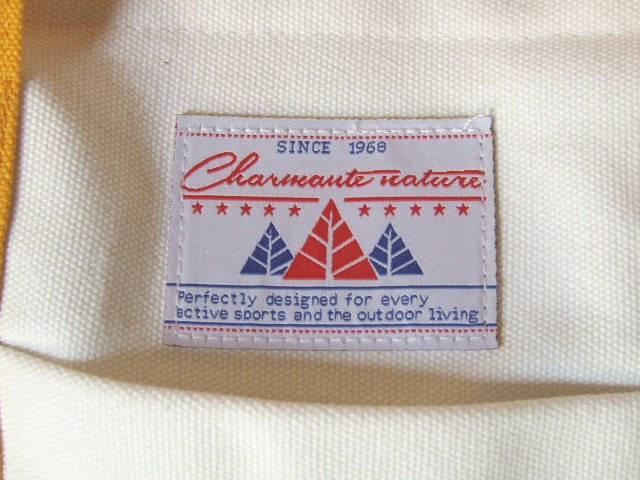 SINCE 1968
Charmante nature
Perfectly designed for every
active sports and the outdoor living